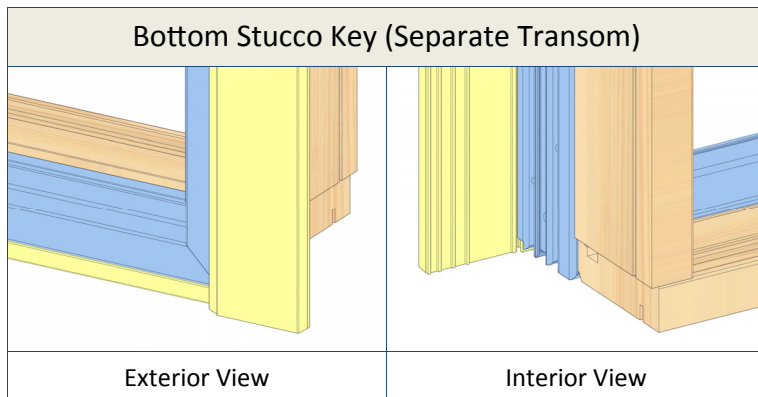 Bottom Stucco Key (Separate Transom)
Exterior View
Interior View